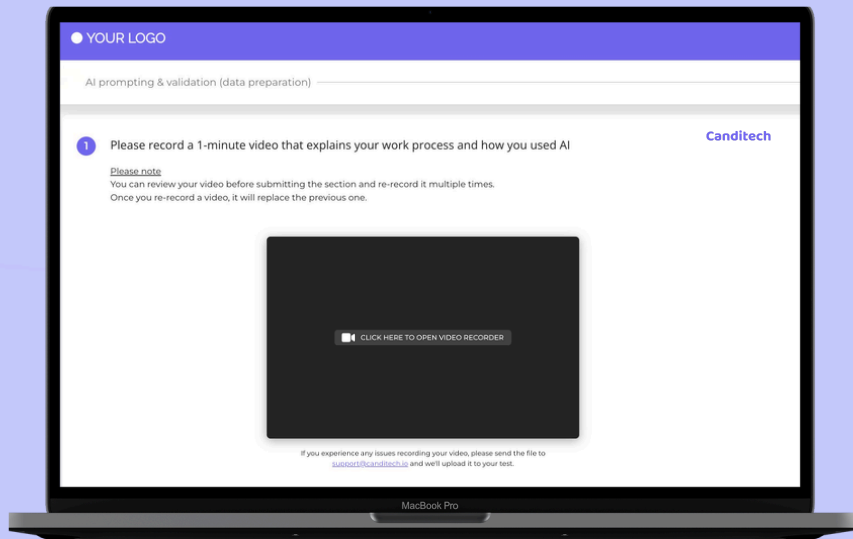 YOUR LOGO
AI prompting & validation (data preparation)
Canditech
1 Please record a 1-minute video that explains your work process and how you used AI
Please note
You can review your video before submitting the section and re-record it multiple times.
Once you re-record a video, it will replace the previous one.
CLICK HERE TO OPEN VIDEO RECORDER
If you experience any issues recording your video, please send the file to
support@canditech.io and we'll upload it to your test.
MacBook Pro